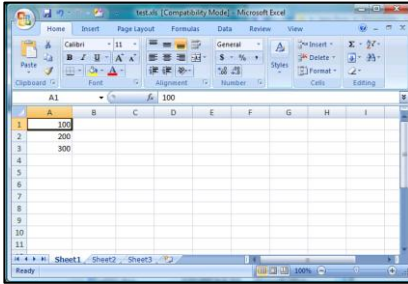 test.xls [Compatibility Mode] - Microsoft Excel
Home Insert Page Layout Formulas Data Review View
Paste
Calibri 11
B I U A A
General
$ % ,
Styles
Insert
Delete
Format
Σ
Clipboard Font Alignment Number Cells Editing
A1 fx 100
A B C D E F G H I
1 100
2 200
3 300
4
5
6
7
8
9
10
11
Sheet1 Sheet2 Sheet3
Ready 100%